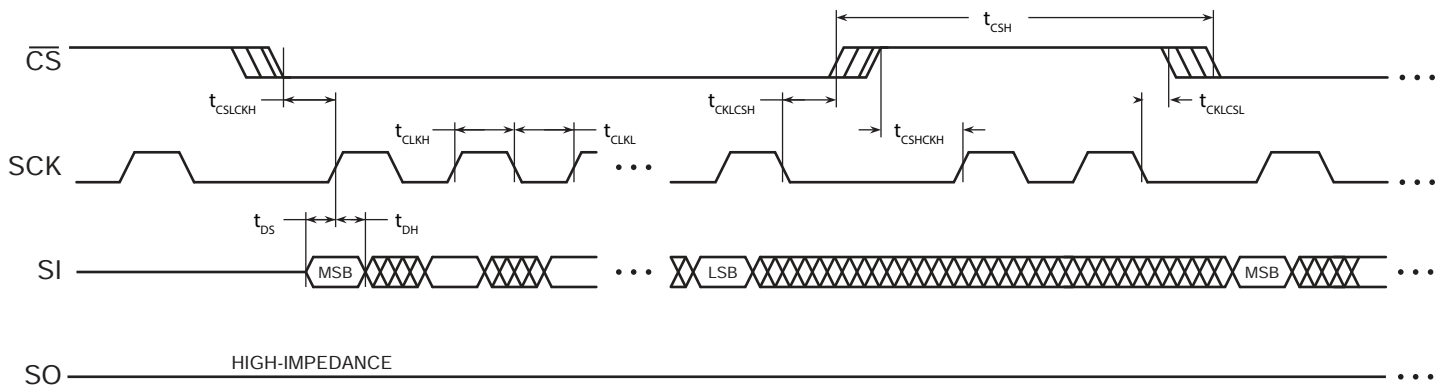 tCSH
CS
tCSLCKH
tCKLCSH
tCKLCSL
tCLKH
tCLKL
tCSHCKH
SCK
tDS
tDH
SI
MSB
LSB
MSB
HIGH-IMPEDANCE
SO